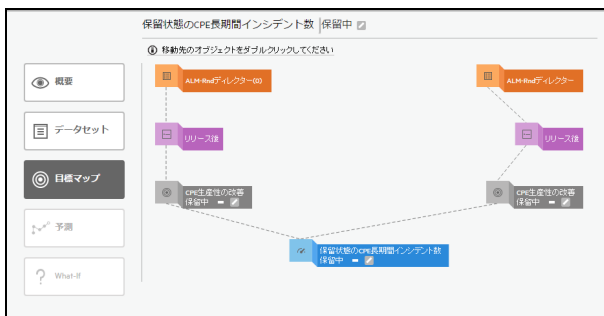 保留状態のCPE長期間インシデント数 保留中
移動先のオブジェクトをダブルクリックしてください
概要
データセット
目標マップ
予測
What-If
ALM-Rndディレクター(0)
ALM-Rndディレクター
リリース後
リリース後
CPE生産性の改善
保留中
CPE生産性の改善
保留中
保留状態のCPE長期間インシデント数
保留中